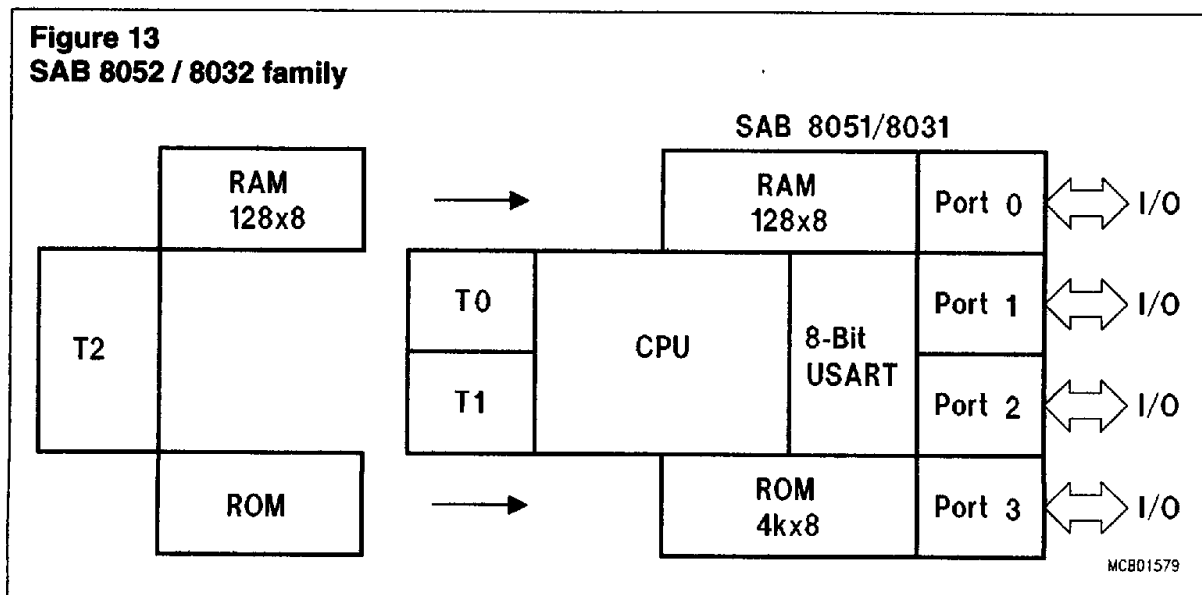 Figure 13
SAB 8052 / 8032 family
SAB 8051/8031
RAM
128x8
RAM
128x8
Port 0
I/O
T2
T0
T1
CPU
8-Bit
USART
Port 1
I/O
Port 2
I/O
ROM
ROM
4kx8
Port 3
I/O
MCB01579